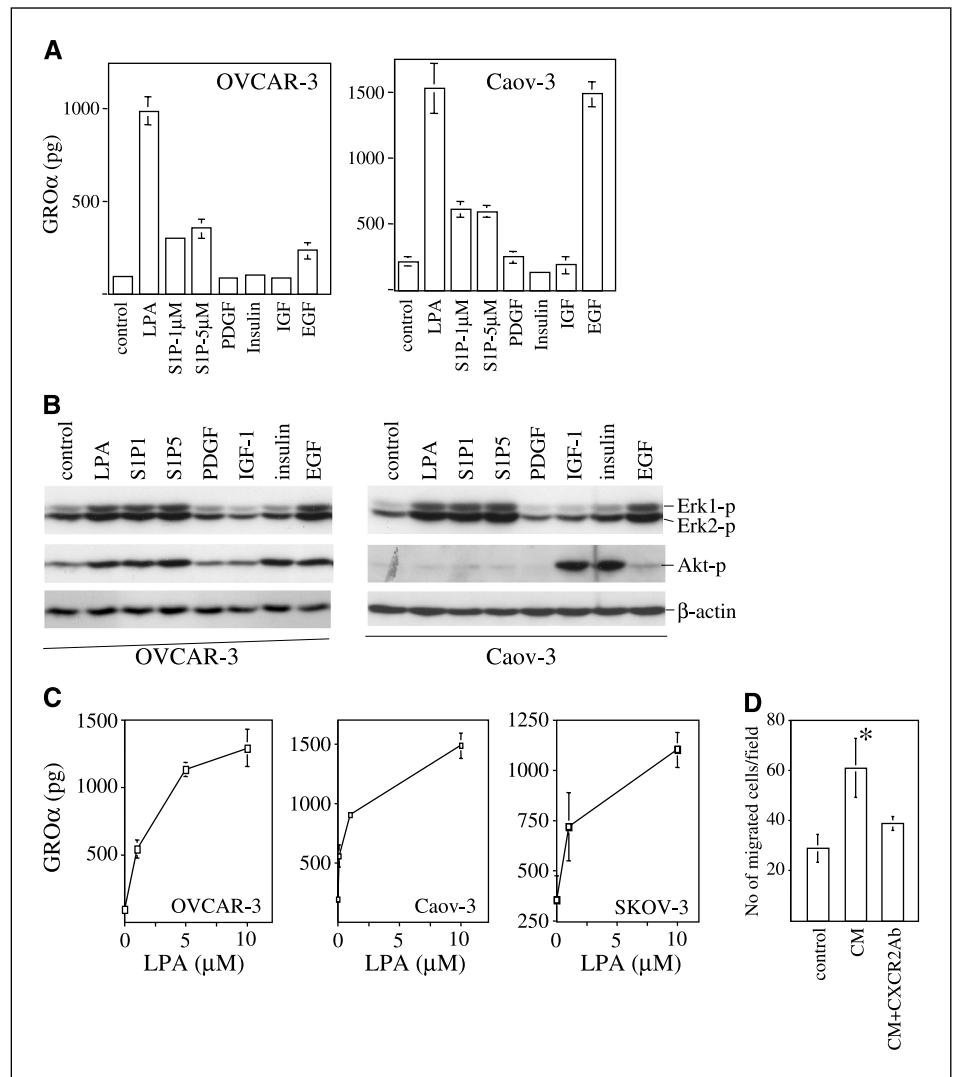 A
OVCAR-3
Caov-3
GROα (pg)
1000
500
1500
1000
500
control
LPA
S1P-1μM
S1P-5μM
PDGF
Insulin
IGF
EGF
control
LPA
S1P-1μM
S1P-5μM
PDGF
Insulin
IGF
EGF
B
control
LPA
S1P1
S1P5
PDGF
IGF-1
insulin
EGF
control
LPA
S1P1
S1P5
PDGF
IGF-1
insulin
EGF
Erk1-p
Erk2-p
Akt-p
β-actin
OVCAR-3
Caov-3
C
GROα (pg)
1500
1000
500
0
5
10
OVCAR-3
LPA (μM)
1500
1000
500
0
0
5
10
Caov-3
LPA (μM)
1250
1000
750
500
250
0
5
10
SKOV-3
LPA (μM)
D
No of migrated cells/field
80
60
40
20
*
control
CM
CM+CXCR2Ab